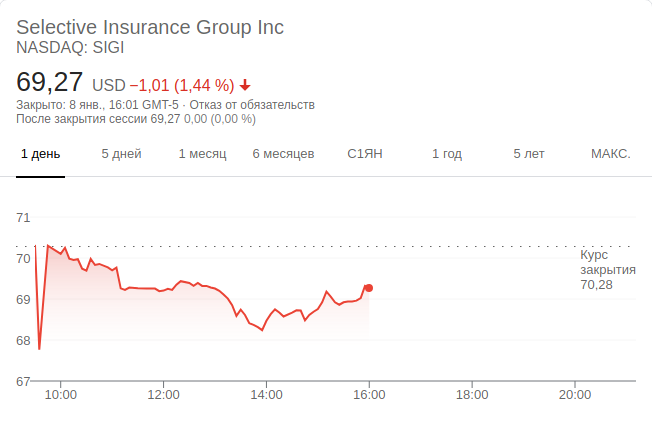 Selective Insurance Group Inc
NASDAQ: SIGI
69,27 USD −1,01 (1,44 %)
Закрыто: 8 янв., 16:01 GMT-5 · Отказ от обязательств
После закрытия сессии 69,27 0,00 (0,00 %)
1 день 5 дней 1 месяц 6 месяцев С1ЯН 1 год 5 лет МАКС.
71
70
69
68
67
Курс
закрытия
70,28
10:00 12:00 14:00 16:00 18:00 20:00